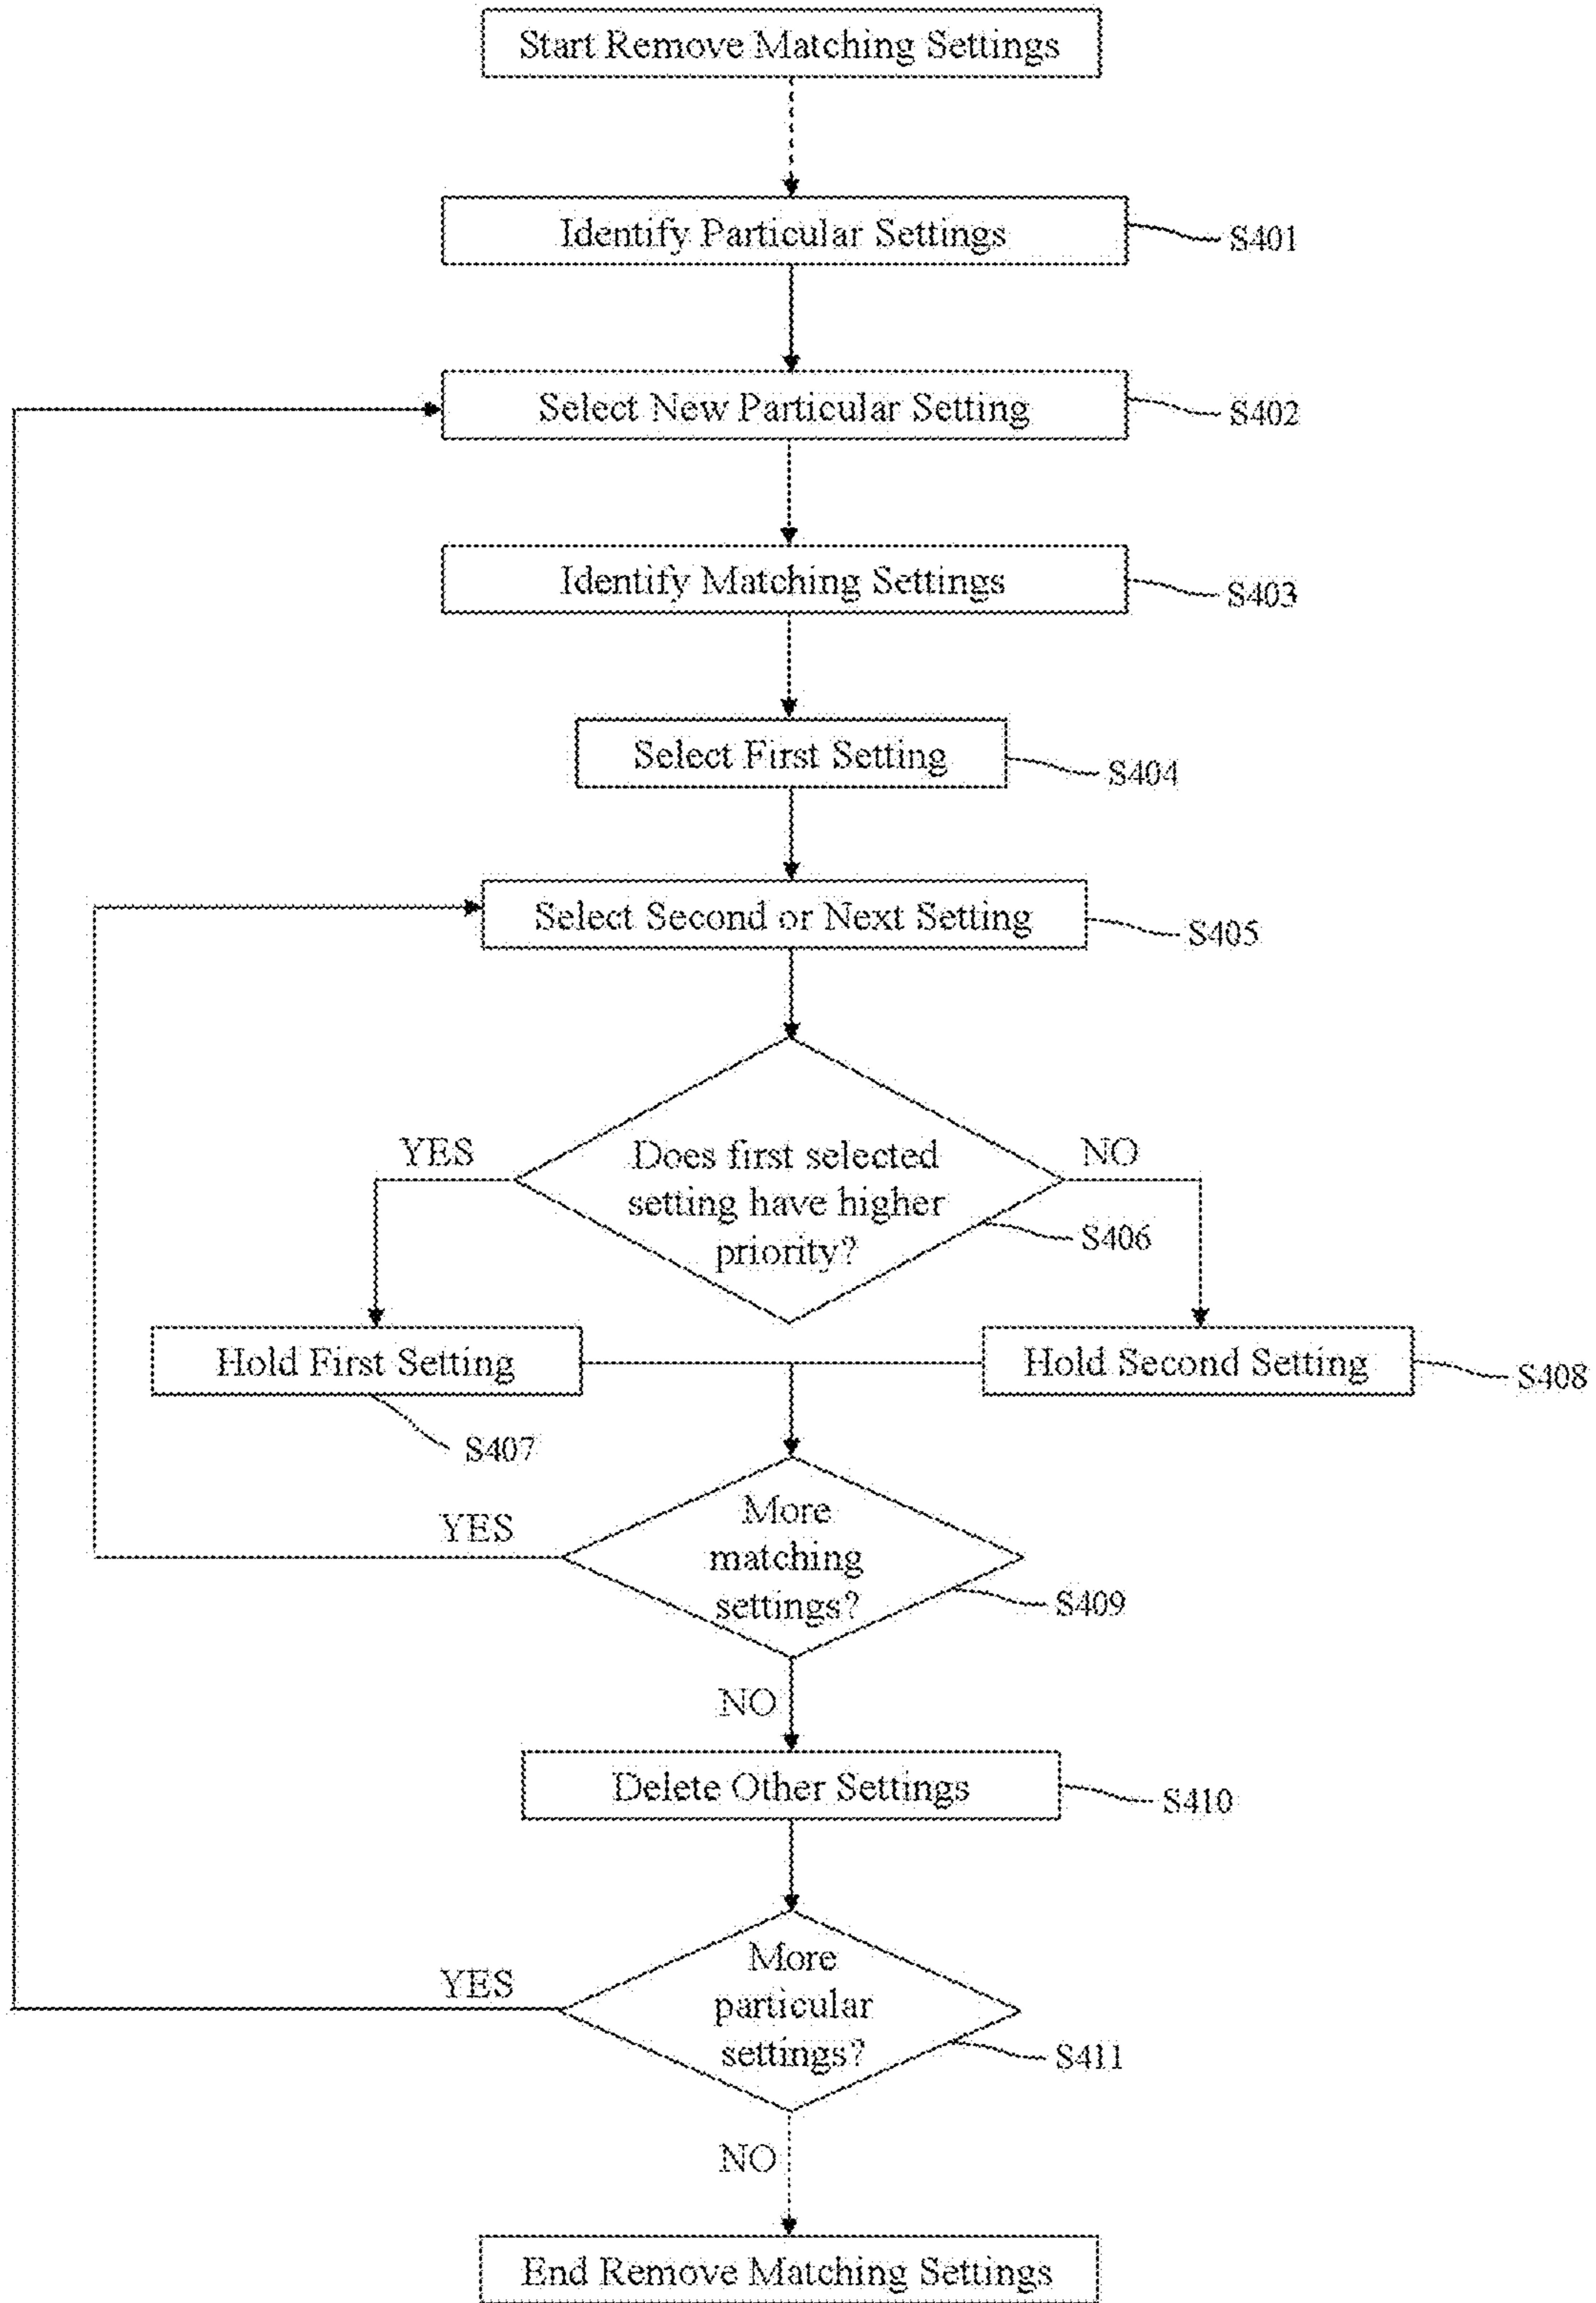 Start Remove Matching Settings
Identify Particular Settings
S401
Select New Particular Setting
S402
Identify Matching Settings
S403
Select First Setting
S404
Select Second or Next Setting
S405
YES
Does first selected
setting have higher
priority?
NO
S406
Hold First Setting
S407
Hold Second Setting
S408
More
matching
settings?
YES
S409
NO
Delete Other Settings
S410
More
particular
settings?
YES
S411
NO
End Remove Matching Settings